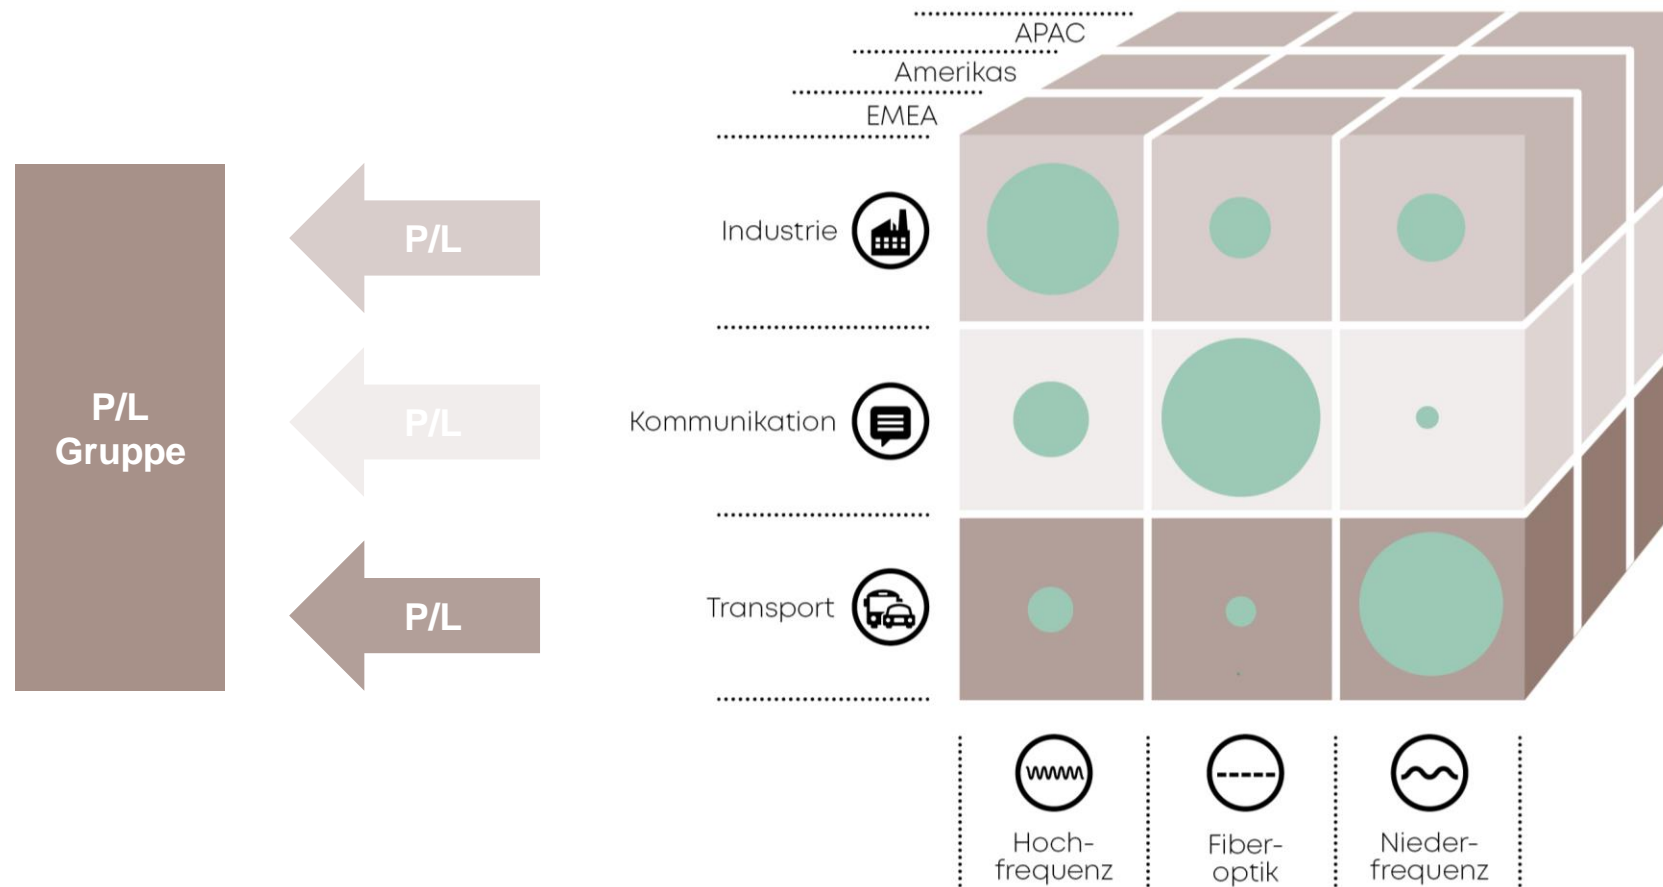 APAC
Amerikas
EMEA
Industrie
P/L
Kommunikation
P/L
P/L
Gruppe
Transport
P/L
Hoch-
frequenz
Fiber-
optik
Nieder-
frequenz